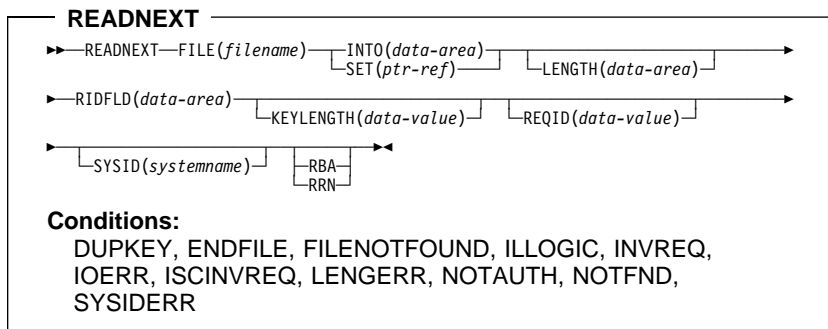 READNEXT
READNEXT FILE(filename) INTO(data-area)
SET(ptr-ref) LENGTH(data-area)
RIDFLD(data-area)
KEYLENGTH(data-value) REQID(data-value)
SYSID(systemname) RBA
RRN
Conditions:
DUPKEY, ENDFILE, FILENOTFOUND, ILLOGIC, INVREQ,
IOERR, ISCINVREQ, LENGERR, NOTAUTH, NOTFND,
SYSIDERR